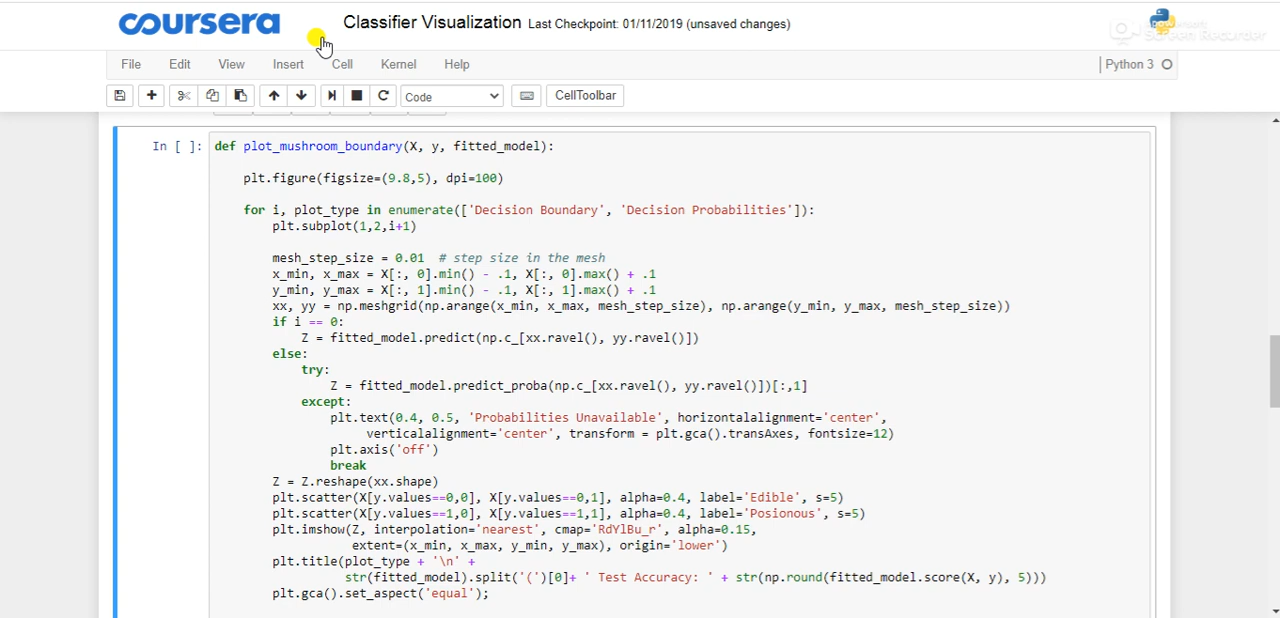 coursera
Classifier Visualization Last Checkpoint: 01/11/2019 (unsaved changes)
Screen Recorder
File Edit View Insert Cell Kernel Help
Python 3
Code
CellToolbar
In [ ]: def plot_mushroom_boundary(X, y, fitted_model):
plt.figure(figsize=(9.8,5), dpi=100)
for i, plot_type in enumerate(['Decision Boundary', 'Decision Probabilities']):
plt.subplot(1,2,i+1)
mesh_step_size = 0.01 # step size in the mesh
x_min, x_max = X[:, 0].min() - .1, X[:, 0].max() + .1
y_min, y_max = X[:, 1].min() - .1, X[:, 1].max() + .1
xx, yy = np.meshgrid(np.arange(x_min, x_max, mesh_step_size), np.arange(y_min, y_max, mesh_step_size))
if i == 0:
Z = fitted_model.predict(np.c_[xx.ravel(), yy.ravel()])
else:
try:
Z = fitted_model.predict_proba(np.c_[xx.ravel(), yy.ravel()])[:,1]
except:
plt.text(0.4, 0.5, 'Probabilities Unavailable', horizontalalignment='center',
verticalalignment='center', transform = plt.gca().transAxes, fontsize=12)
plt.axis('off')
break
Z = Z.reshape(xx.shape)
plt.scatter(X[y.values==0,0], X[y.values==0,1], alpha=0.4, label='Edible', s=5)
plt.scatter(X[y.values==1,0], X[y.values==1,1], alpha=0.4, label='Posionous', s=5)
plt.imshow(Z, interpolation='nearest', cmap='RdYlBu_r', alpha=0.15,
extent=(x_min, x_max, y_min, y_max), origin='lower')
plt.title(plot_type + '\n' +
str(fitted_model).split('(')[0]+ ' Test Accuracy: ' + str(np.round(fitted_model.score(X, y), 5)))
plt.gca().set_aspect('equal');